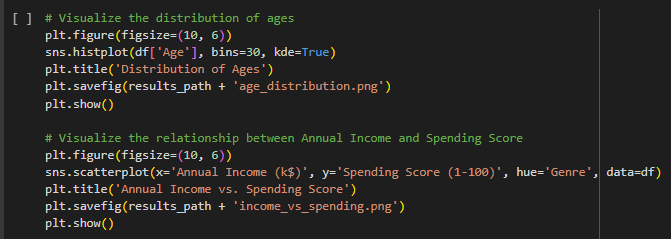 [ ] # Visualize the distribution of ages
plt.figure(figsize=(10, 6))
sns.histplot(df['Age'], bins=30, kde=True)
plt.title('Distribution of Ages')
plt.savefig(results_path + 'age_distribution.png')
plt.show()

# Visualize the relationship between Annual Income and Spending Score
plt.figure(figsize=(10, 6))
sns.scatterplot(x='Annual Income (k$)', y='Spending Score (1-100)', hue='Genre', data=df)
plt.title('Annual Income vs. Spending Score')
plt.savefig(results_path + 'income_vs_spending.png')
plt.show()